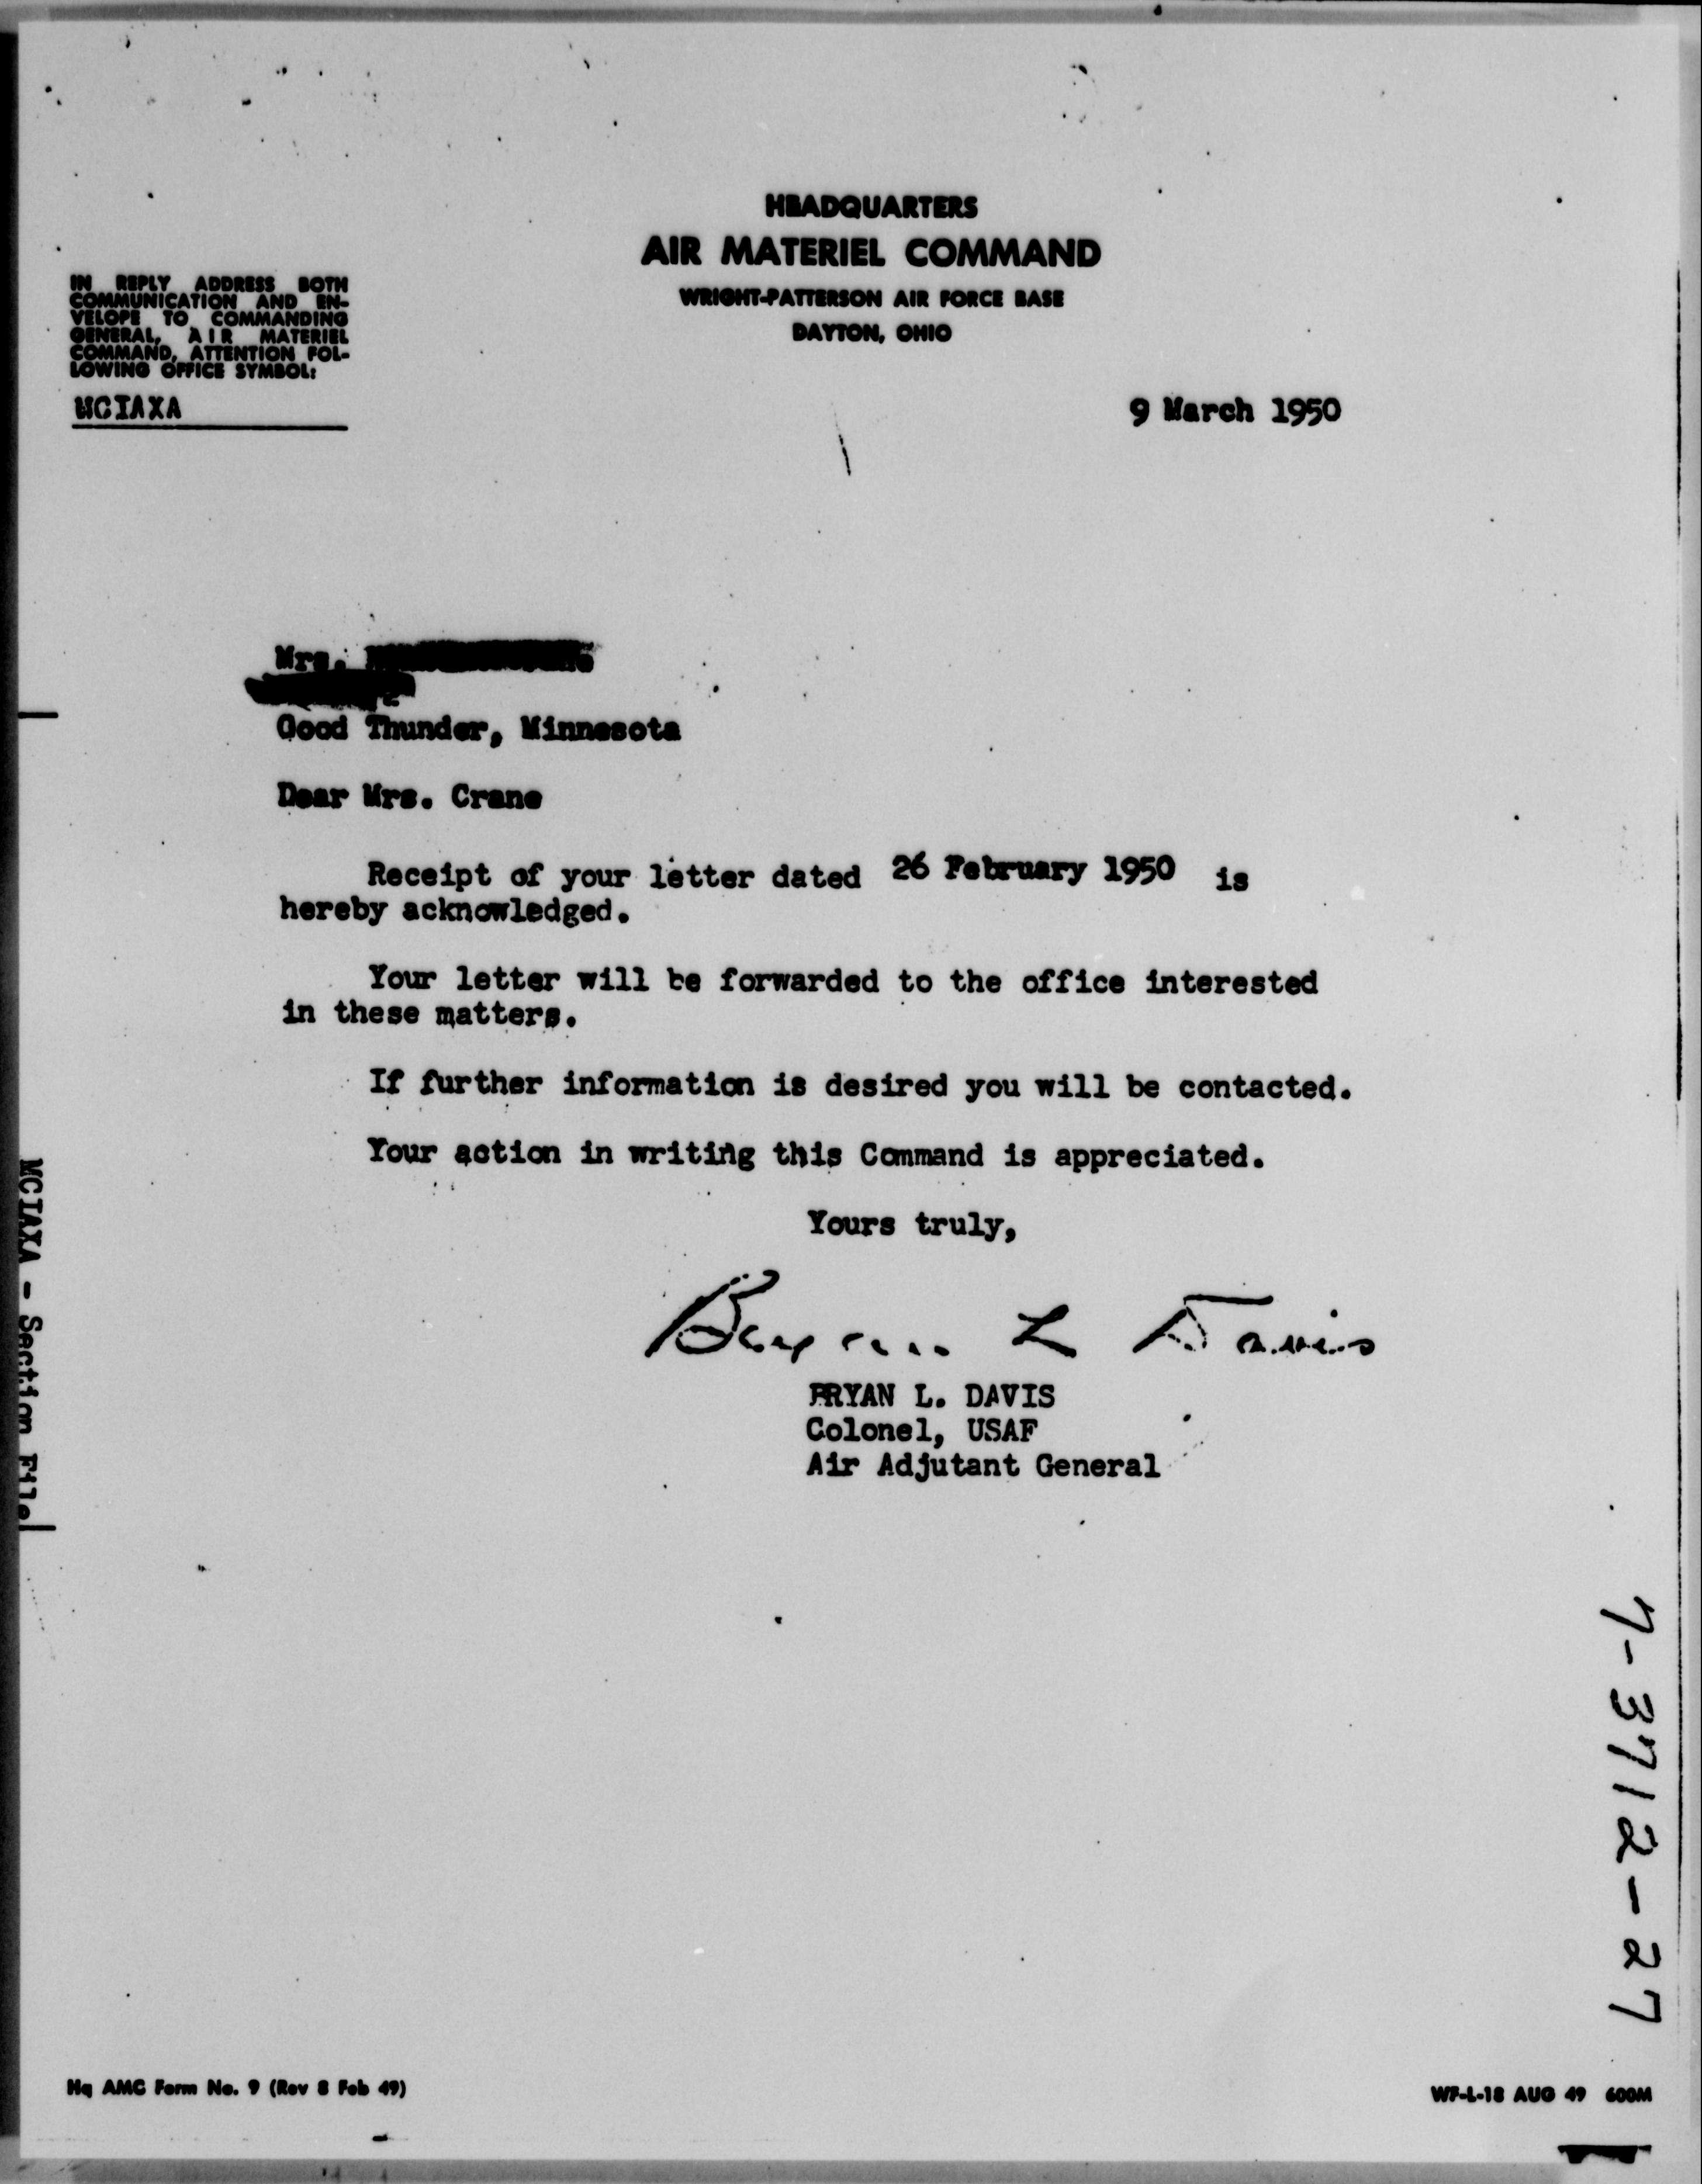 HEADQUARTERS
AIR MATERIEL COMMAND
WRIGHT-PATTERSON AIR FORCE BASE
DAYTON, OHIO
IN REPLY ADDRESS BOTH
COMMUNICATION AND EN-
VELOPE TO COMMANDING
GENERAL, AIR MATERIEL
COMMAND, ATTENTION FOL-
LOWING OFFICE SYMBOL:
MCIAXA
9 March 1950
Mrs.
Good Thunder, Minnesota
Dear Mrs. Crane
Receipt of your letter dated 26 February 1950 is
hereby acknowledged.
Your letter will be forwarded to the office interested
in these matters.
If further information is desired you will be contacted.
Your action in writing this Command is appreciated.
Yours truly,
Bryan L Davis
BRYAN L. DAVIS
Colonel, USAF
Air Adjutant General
MCIAXA - Section File
7-3712-27
Hq AMC Form No. 9 (Rev 8 Feb 49)
WF-L-18 AUG 49 600M